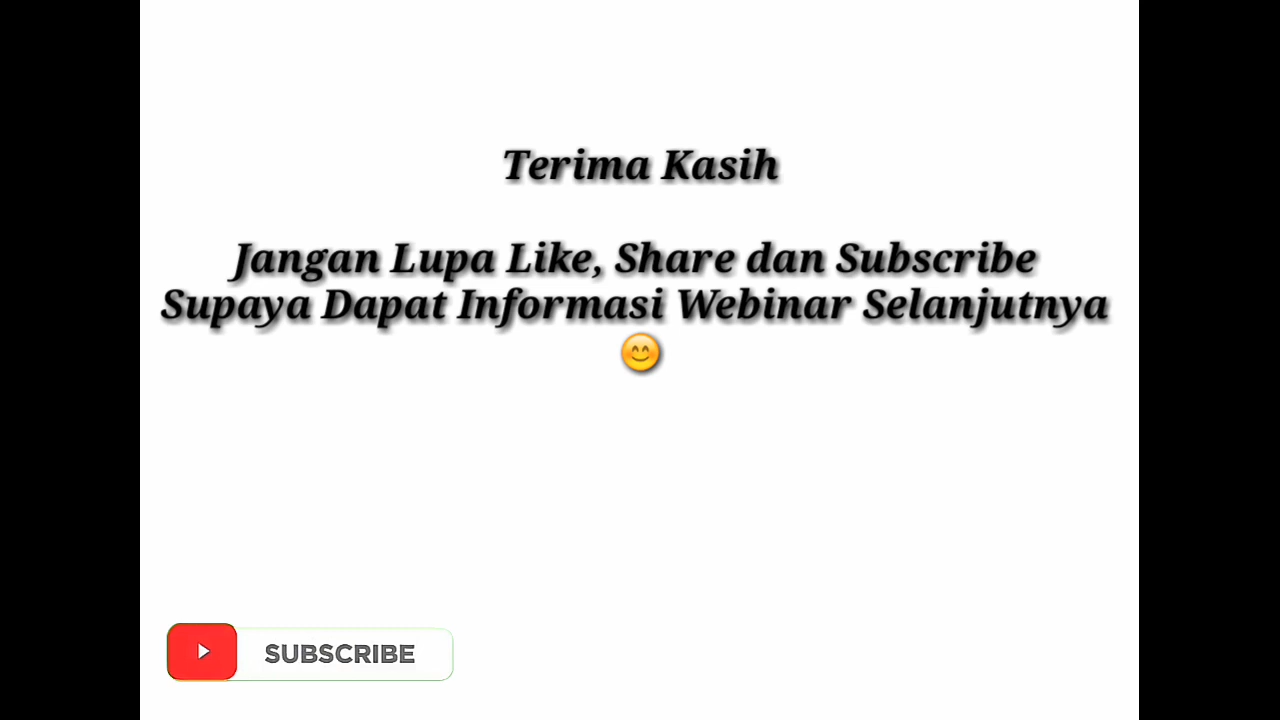 Terima Kasih
Jangan Lupa Like, Share dan Subscribe
Supaya Dapat Informasi Webinar Selanjutnya
😊
SUBSCRIBE